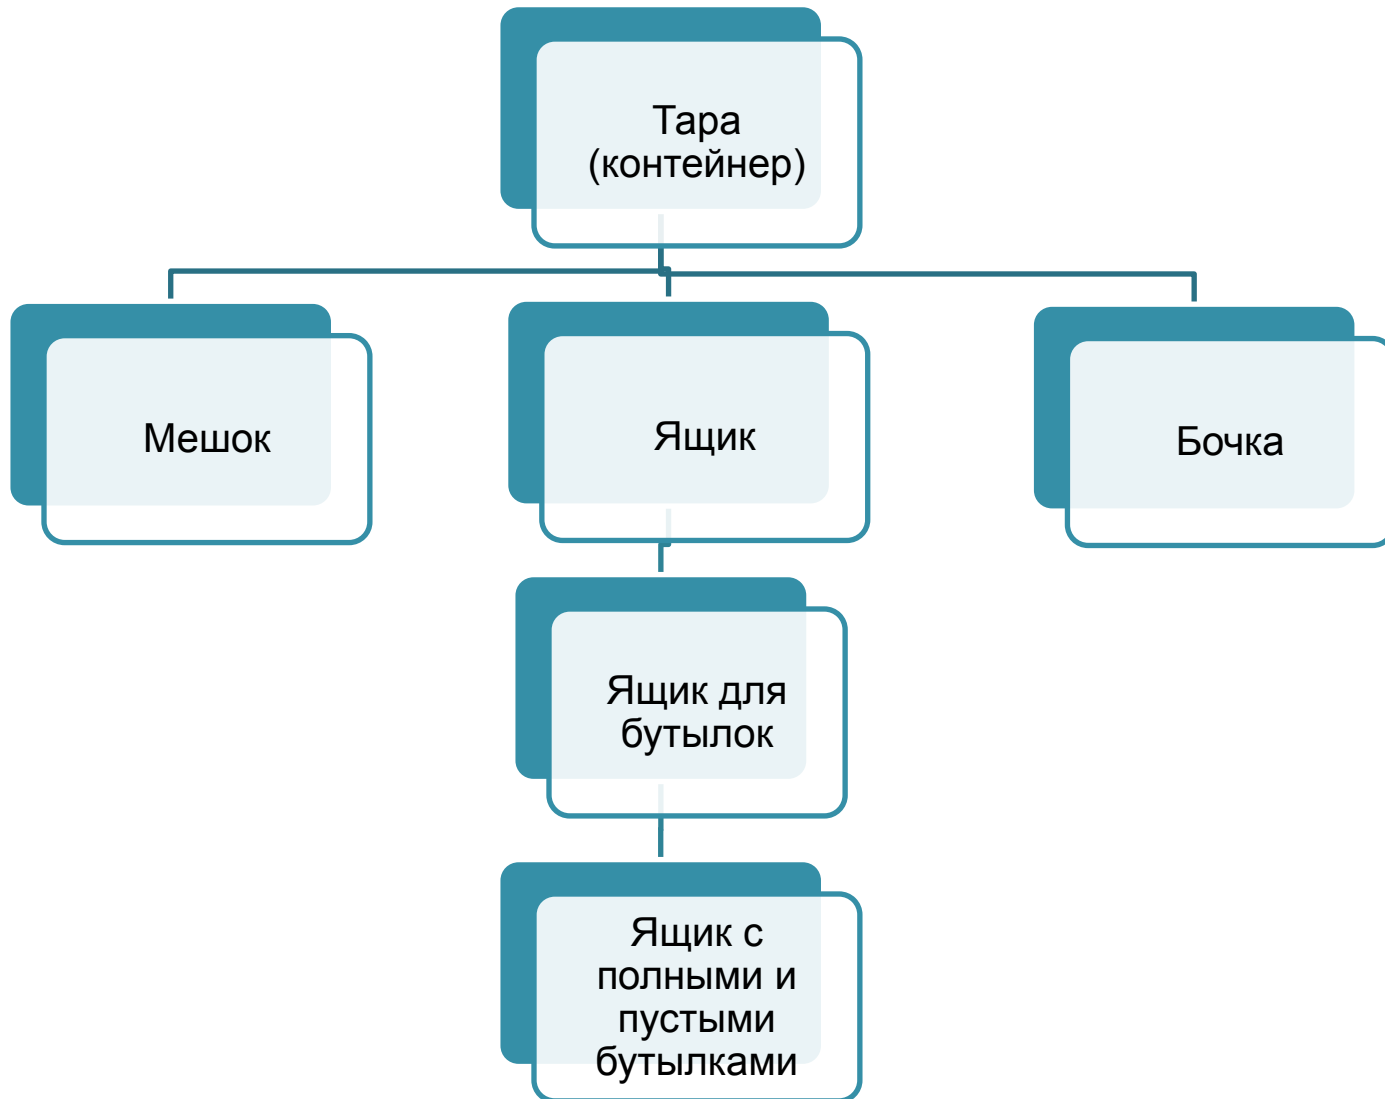 Тара
(контейнер)
Мешок
Ящик
Бочка
Ящик для
бутылок
Ящик с
полными и
пустыми
бутылками